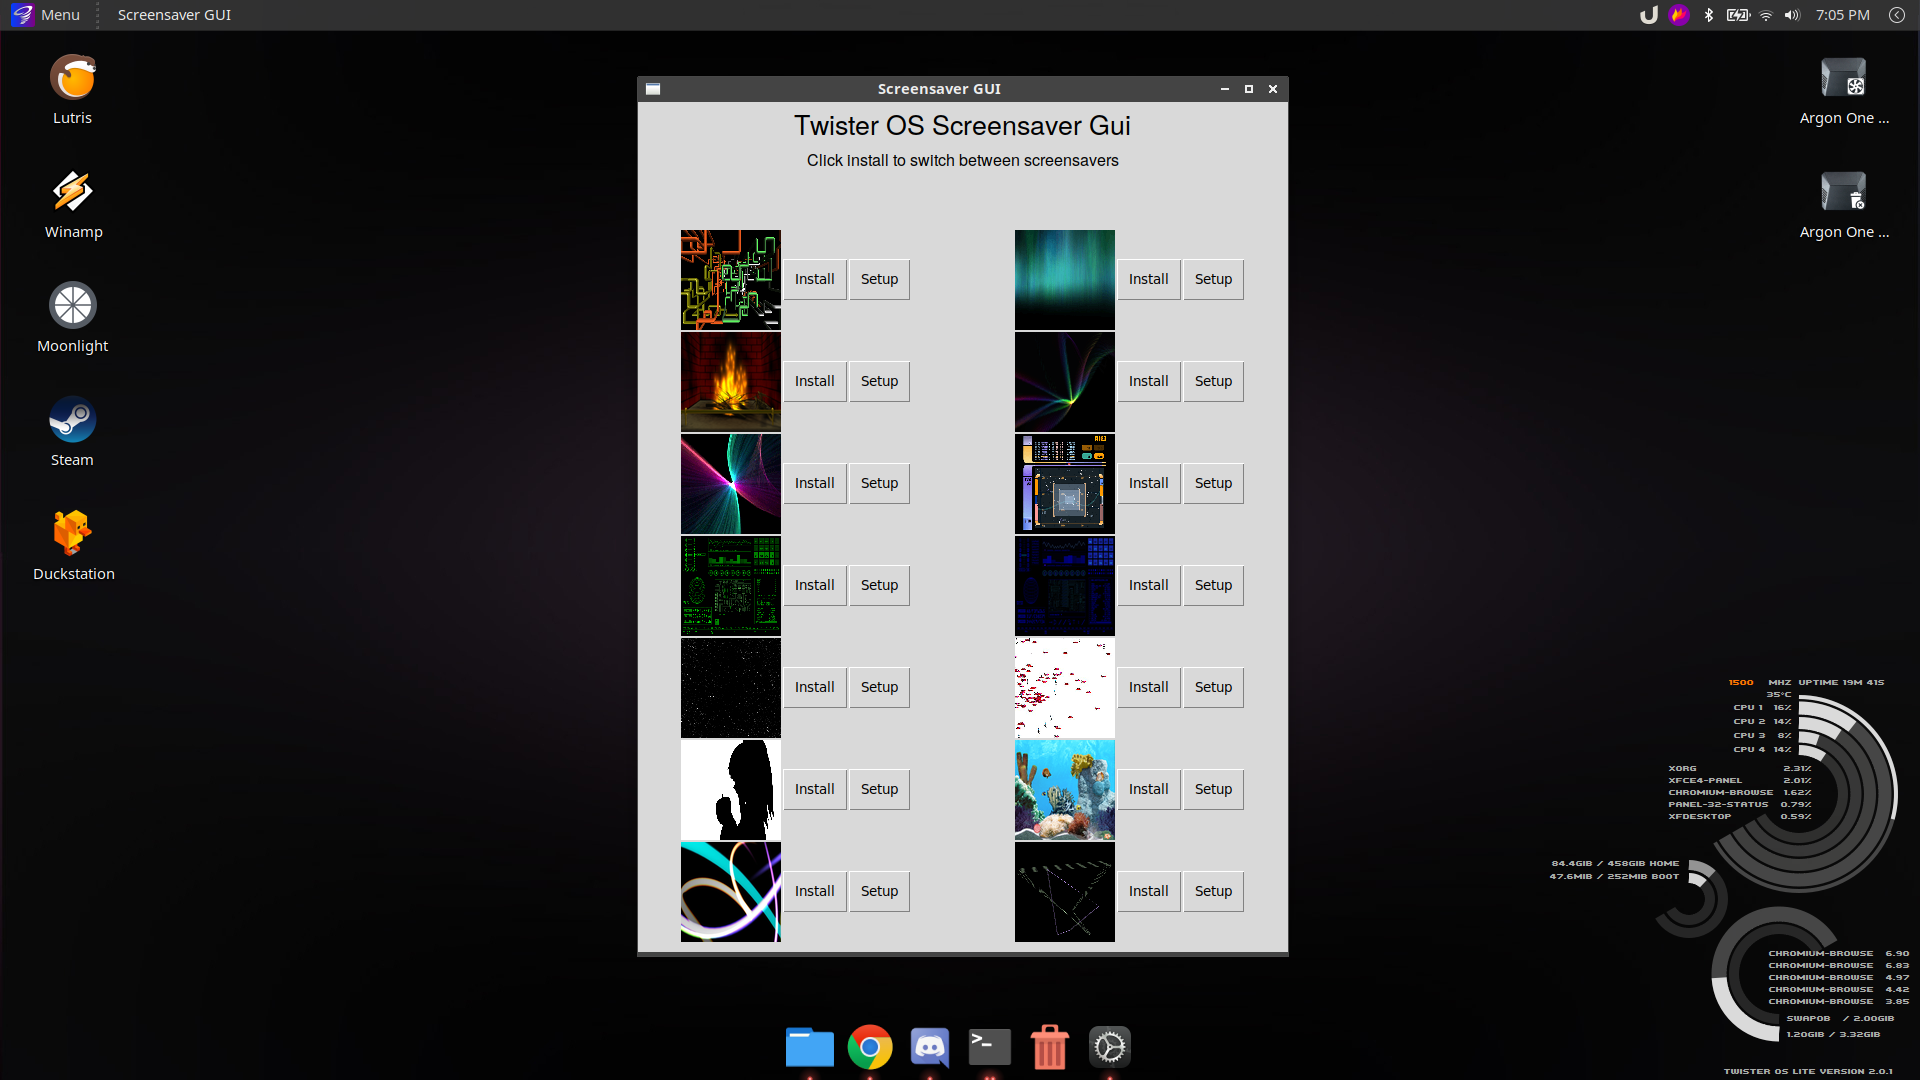 Menu
Screensaver GUI
7:05 PM
Lutris
Winamp
Moonlight
Steam
Duckstation
Argon One ...
Argon One ...
Screensaver GUI
Twister OS Screensaver Gui
Click install to switch between screensavers
Install Setup Install Setup
Install Setup Install Setup
Install Setup Install Setup
Install Setup Install Setup
Install Setup Install Setup
Install Setup Install Setup
Install Setup Install Setup
1500 MHZ UPTIME 19M 41S
35°C
CPU 1 16%
CPU 2 14%
CPU 3 8%
CPU 4 14%
XORG 2.31%
XFCE4-PANEL 2.01%
CHROMIUM-BROWSE 1.62%
PANEL-32-STATUS 0.79%
XFDESKTOP 0.59%
84.4GIB / 458GIB HOME
47.6MIB / 252MIB BOOT
CHROMIUM-BROWSE 6.90
CHROMIUM-BROWSE 6.83
CHROMIUM-BROWSE 4.97
CHROMIUM-BROWSE 4.42
CHROMIUM-BROWSE 3.85
SWAP0B / 2.00GIB
1.20GIB / 3.32GIB
TWISTER OS LITE VERSION 2.0.1